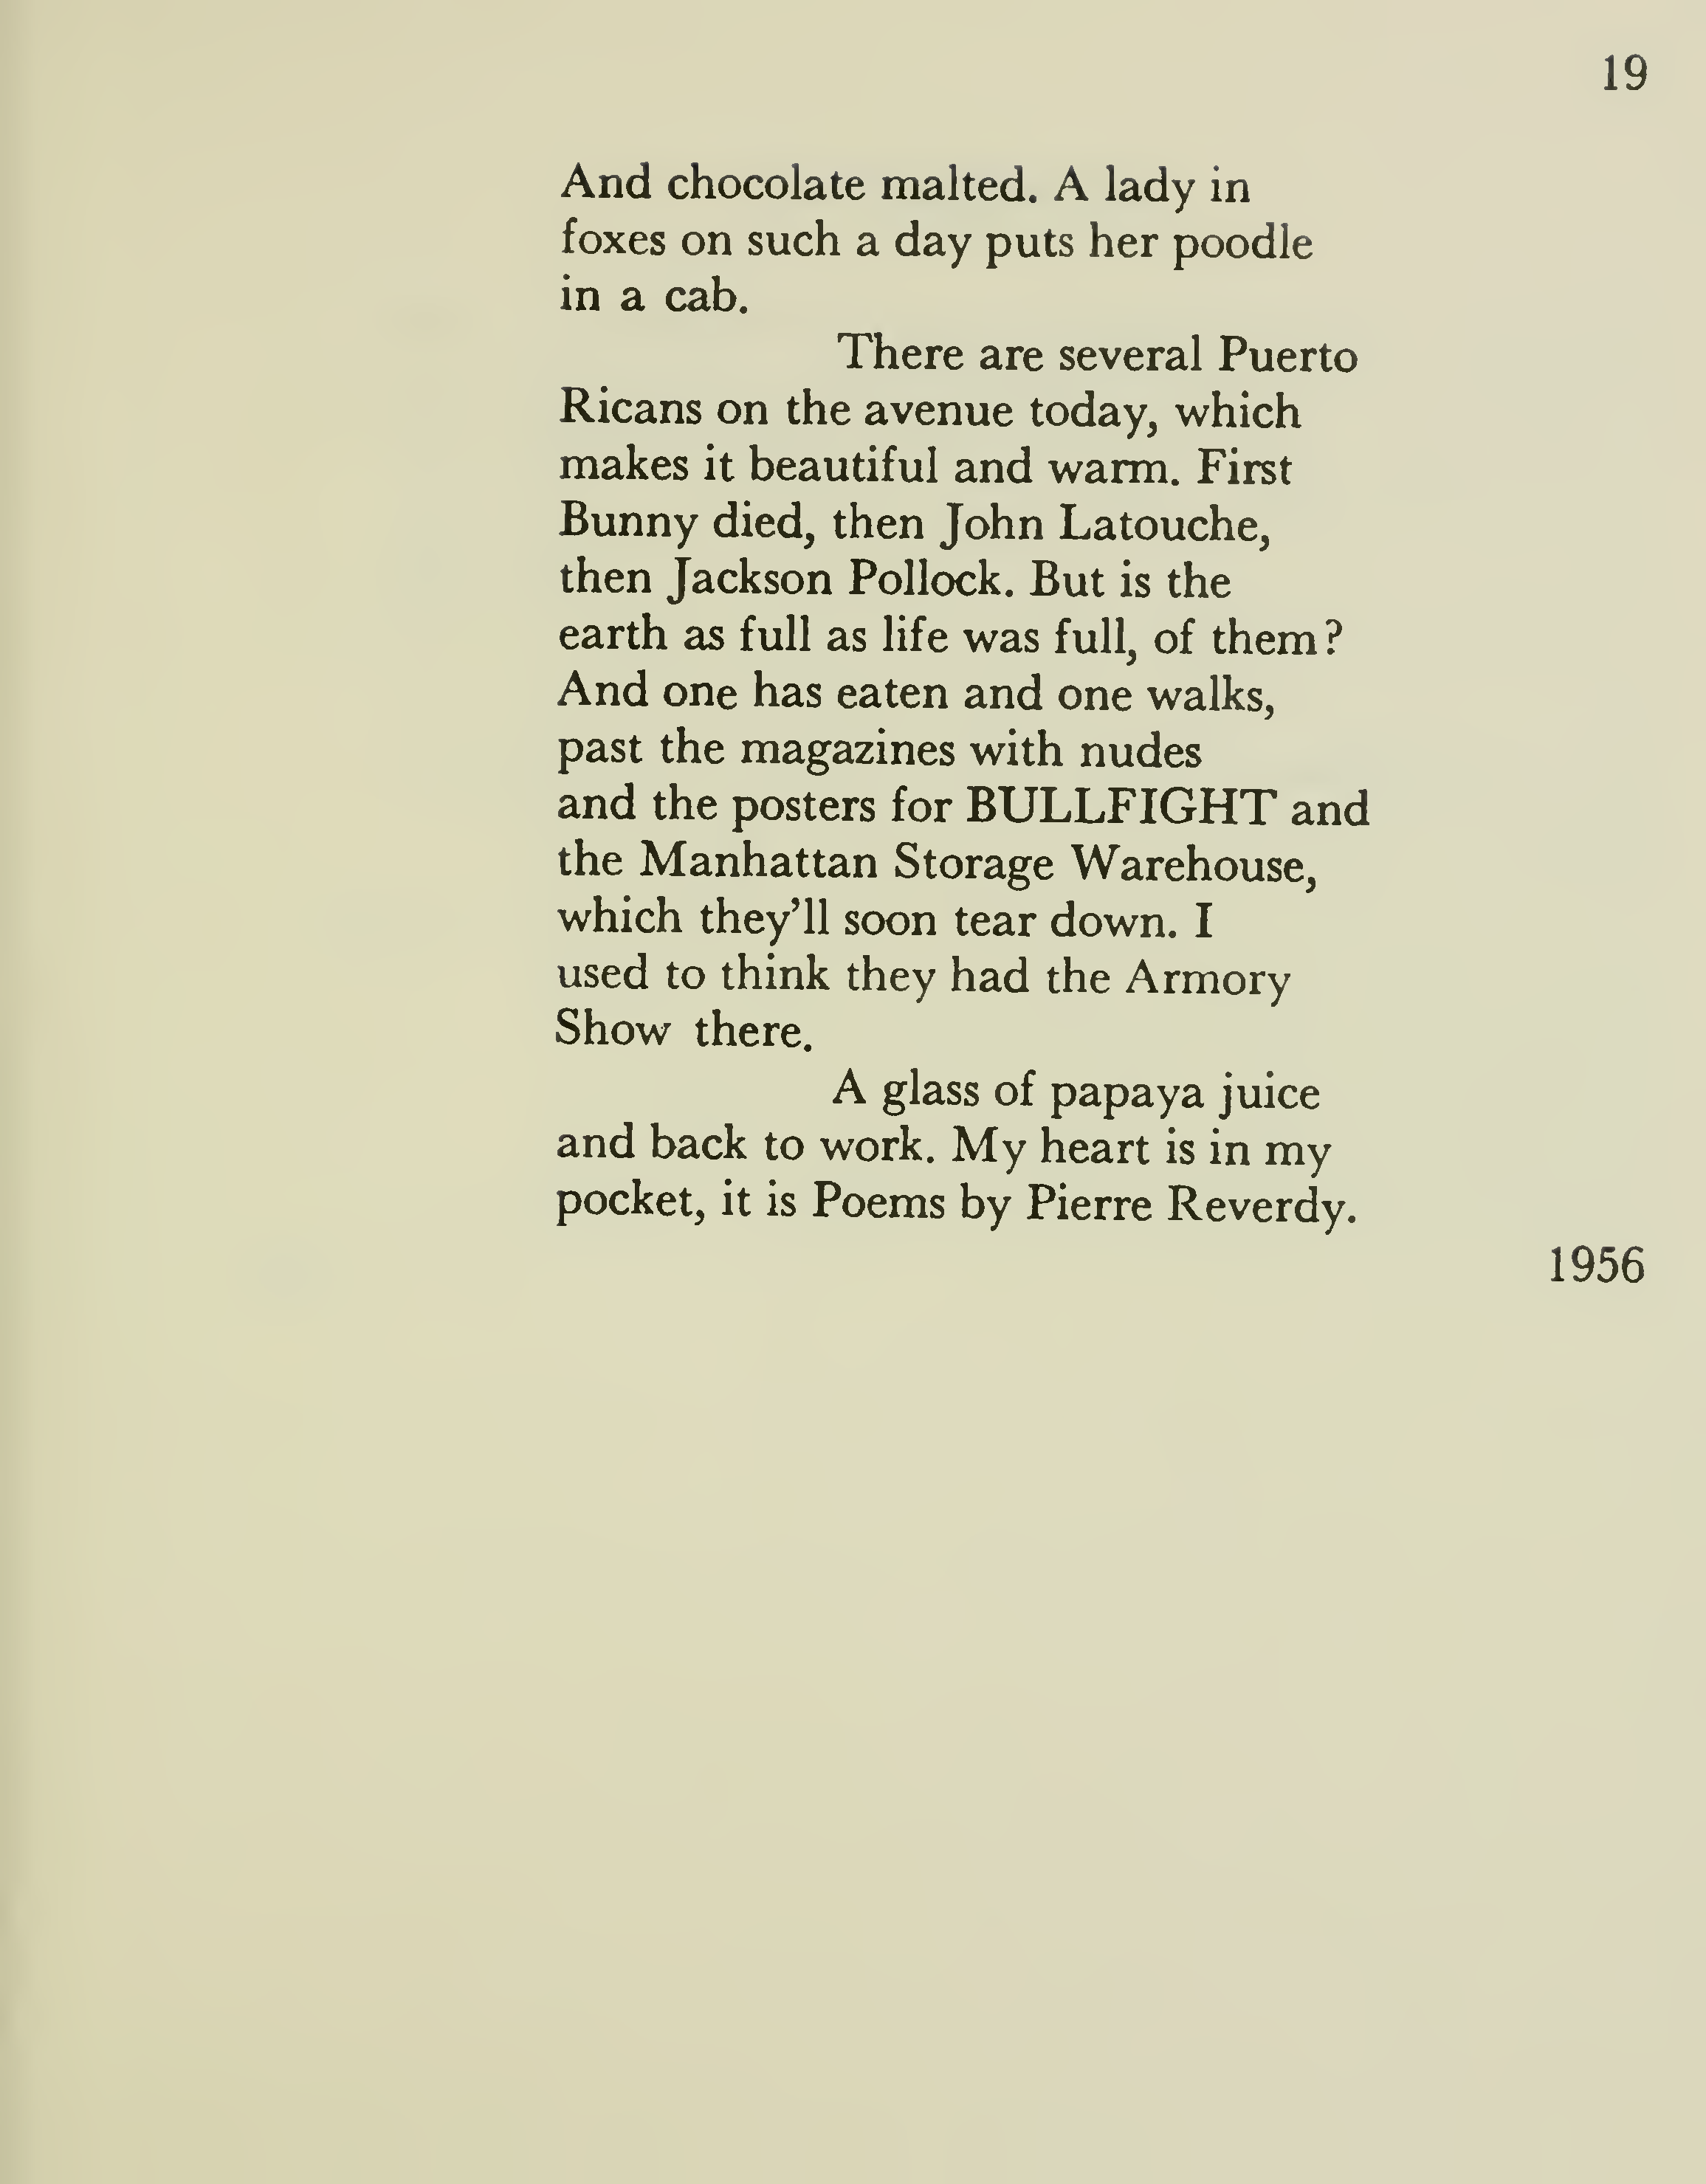 19
And chocolate malted. A lady in
foxes on such a day puts her poodle
in a cab.
There are several Puerto
Ricans on the avenue today, which
makes it beautiful and warm. First
Bunny died, then John Latouche,
then Jackson Pollock. But is the
earth as full as life was full, of them?
And one has eaten and one walks,
past the magazines with nudes
and the posters for BULLFIGHT and
the Manhattan Storage Warehouse,
which they'll soon tear down. I
used to think they had the Armory
Show there.
A glass of papaya juice
and back to work. My heart is in my
pocket, it is Poems by Pierre Reverdy.
1956